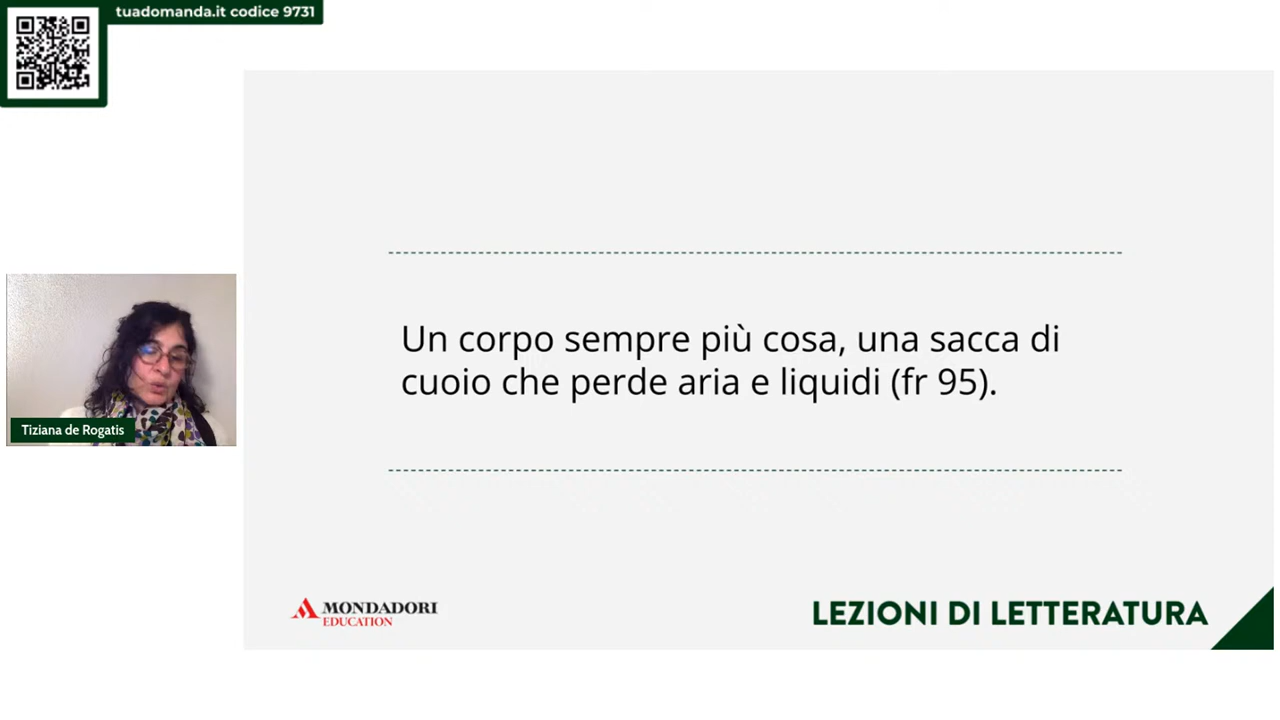 tuadomanda.it codice 9731
Un corpo sempre più cosa, una sacca di
cuoio che perde aria e liquidi (fr 95).
Tiziana de Rogatis
MONDADORI
EDUCATION
LEZIONI DI LETTERATURA